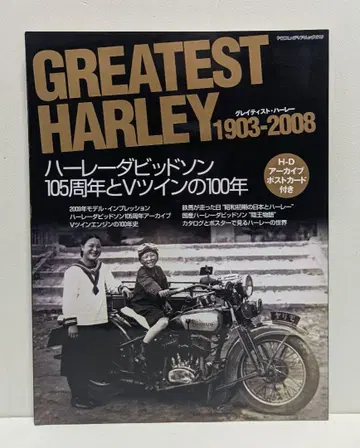 GREATEST
HARLEY
グレイティスト・ハーレー
1903-2008
ハーレーダビッドソン
105周年とVツインの100年
H-D
アーカイブ
ポストカード
付き
2009年モデル・インプレッション
ハーレーダビッドソン105周年アーカイブ
Vツインエンジンの100年史
鉄馬が走った日“昭和初期の日本とハーレー”
国産ハーレーダビッドソン“陸王物語”
カタログとポスターで見るハーレーの世界